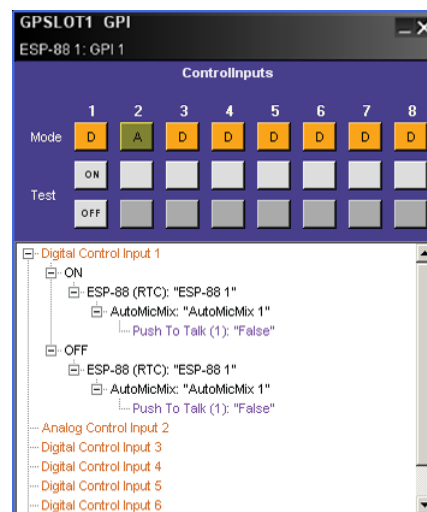 GPSLOT1 GPI
ESP-88 1: GPI 1
ControlInputs
1 2 3 4 5 6 7 8
Mode D A D D D D D D
ON
Test
OFF
Digital Control Input 1
ON
ESP-88 (RTC): "ESP-88 1"
AutoMicMix: "AutoMicMix 1"
Push To Talk (1): "False"
OFF
ESP-88 (RTC): "ESP-88 1"
AutoMicMix: "AutoMicMix 1"
Push To Talk (1): "False"
Analog Control Input 2
Digital Control Input 3
Digital Control Input 4
Digital Control Input 5
Digital Control Input 6